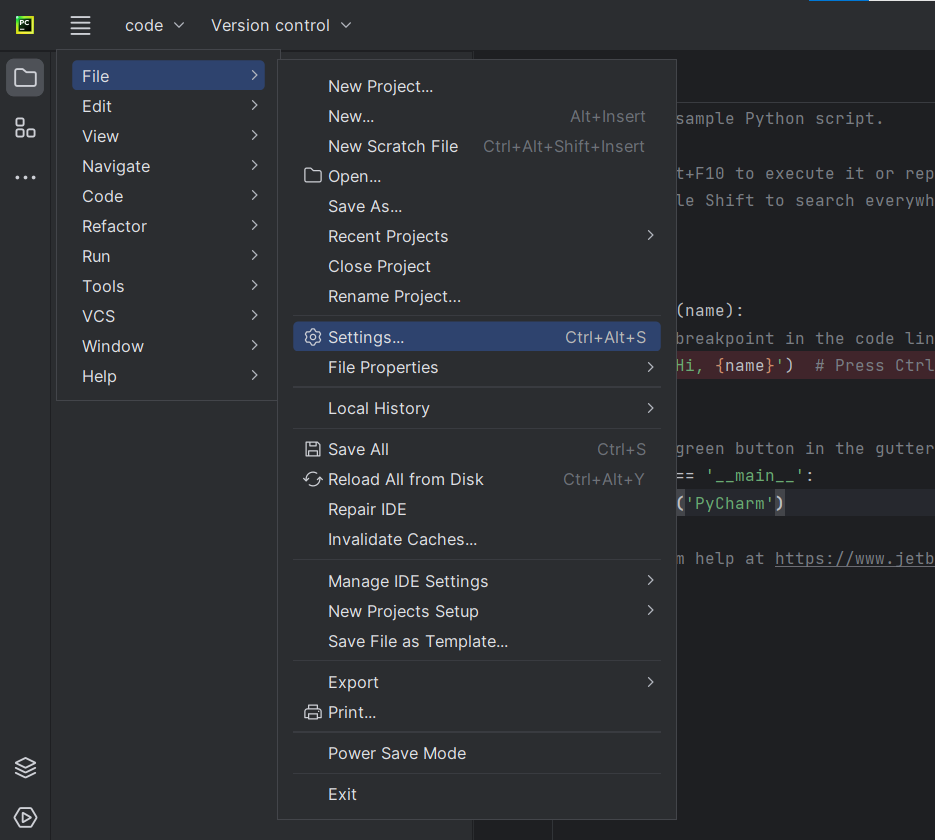 PC
code
Version control
File
Edit
View
Navigate
Code
Refactor
Run
Tools
VCS
Window
Help
New Project...
New... Alt+Insert
New Scratch File Ctrl+Alt+Shift+Insert
Open...
Save As...
Recent Projects
Close Project
Rename Project...
Settings... Ctrl+Alt+S
File Properties
Local History
Save All Ctrl+S
Reload All from Disk Ctrl+Alt+Y
Repair IDE
Invalidate Caches...
Manage IDE Settings
New Projects Setup
Save File as Template...
Export
Print...
Power Save Mode
Exit
sample Python script.
t+F10 to execute it or rep
le Shift to search everywh
(name):
breakpoint in the code lin
Hi, {name}')  # Press Ctrl
green button in the gutter
== '__main__':
('PyCharm')
m help at https://www.jetb